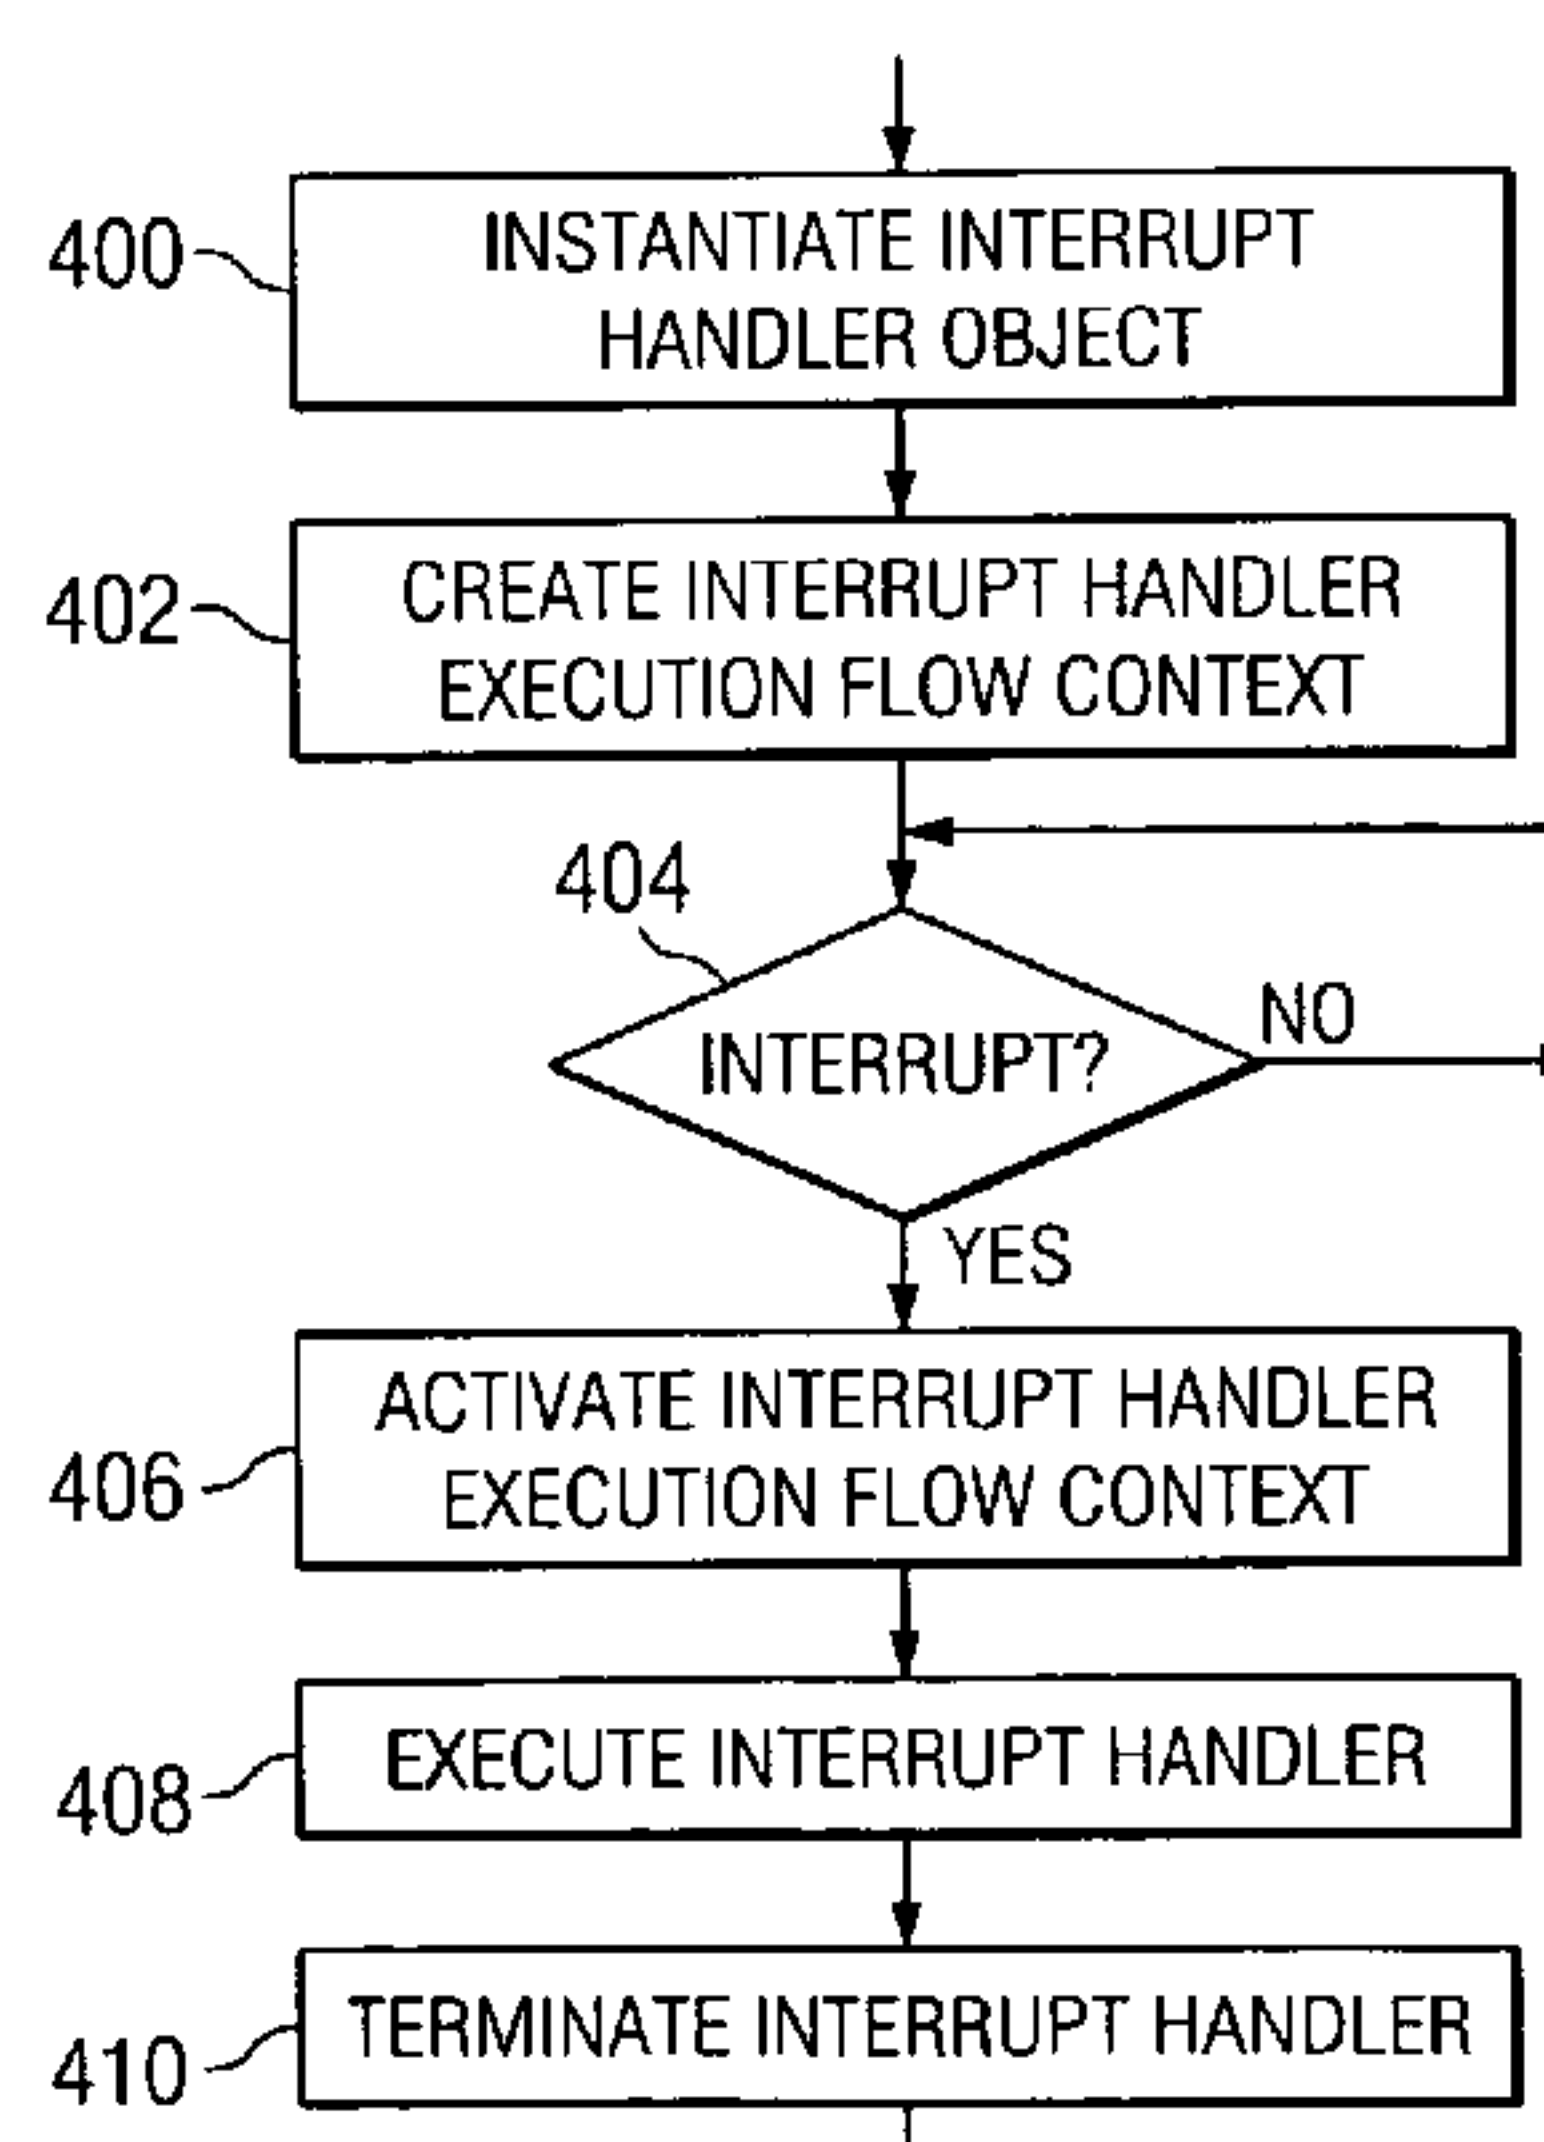 400
INSTANTIATE INTERRUPT
HANDLER OBJECT
402
CREATE INTERRUPT HANDLER
EXECUTION FLOW CONTEXT
404
INTERRUPT?
NO
YES
406
ACTIVATE INTERRUPT HANDLER
EXECUTION FLOW CONTEXT
408
EXECUTE INTERRUPT HANDLER
410
TERMINATE INTERRUPT HANDLER